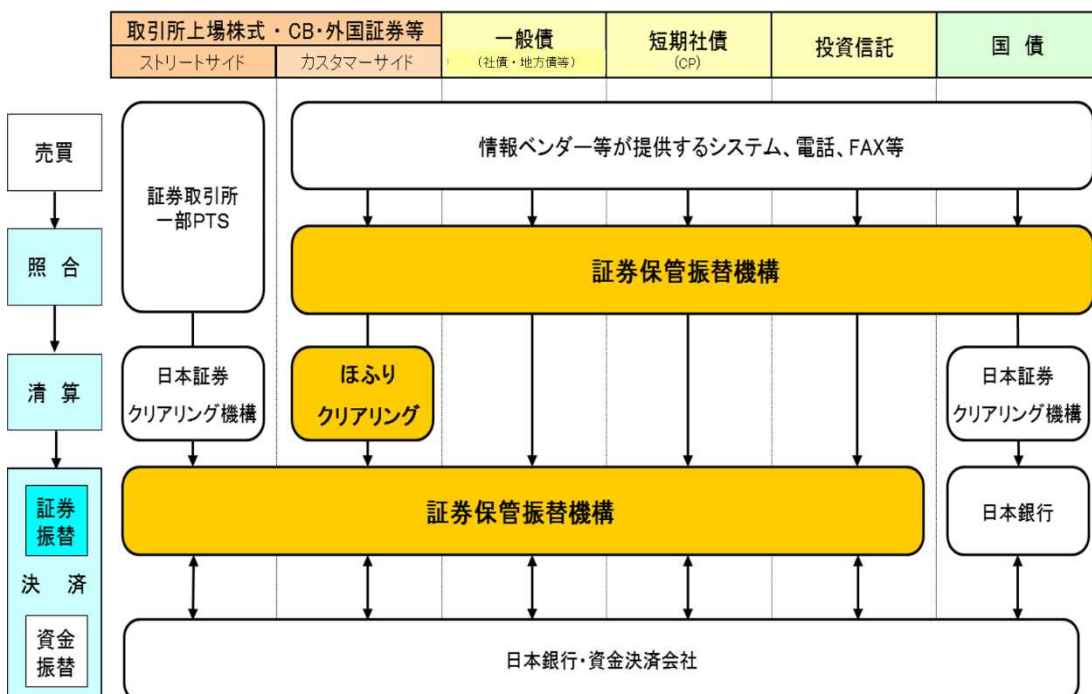 取引所上場株式・CB・外国証券等
ストリートサイド
カスタマーサイド
一般債
(社債・地方債等)
短期社債
(CP)
投資信託
国債
売買
証券取引所
一部PTS
情報ベンダー等が提供するシステム、電話、FAX等
照合
証券保管振替機構
清算
日本証券
クリアリング機構
ほふり
クリアリング
日本証券
クリアリング機構
証券
振替
証券保管振替機構
日本銀行
決済
資金
振替
日本銀行・資金決済会社